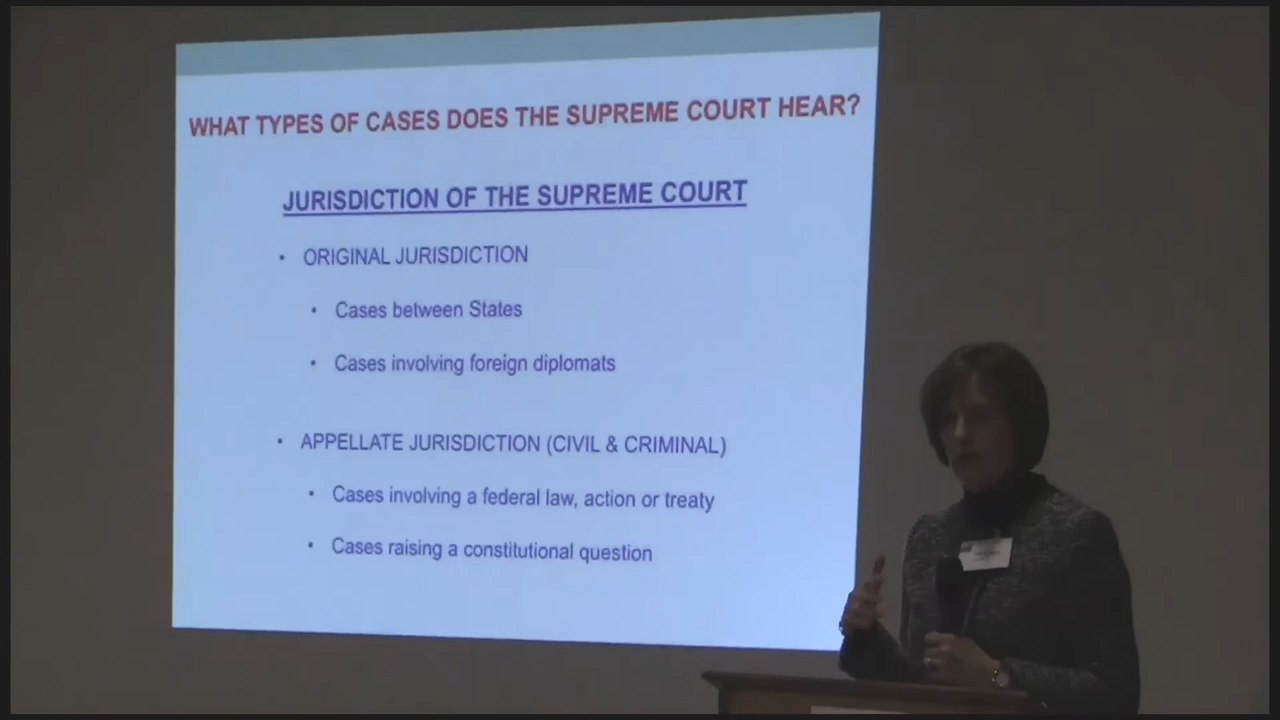 WHAT TYPES OF CASES DOES THE SUPREME COURT HEAR?
JURISDICTION OF THE SUPREME COURT
• ORIGINAL JURISDICTION
• Cases between States
• Cases involving foreign diplomats
• APPELLATE JURISDICTION (CIVIL & CRIMINAL)
• Cases involving a federal law, action or treaty
• Cases raising a constitutional question